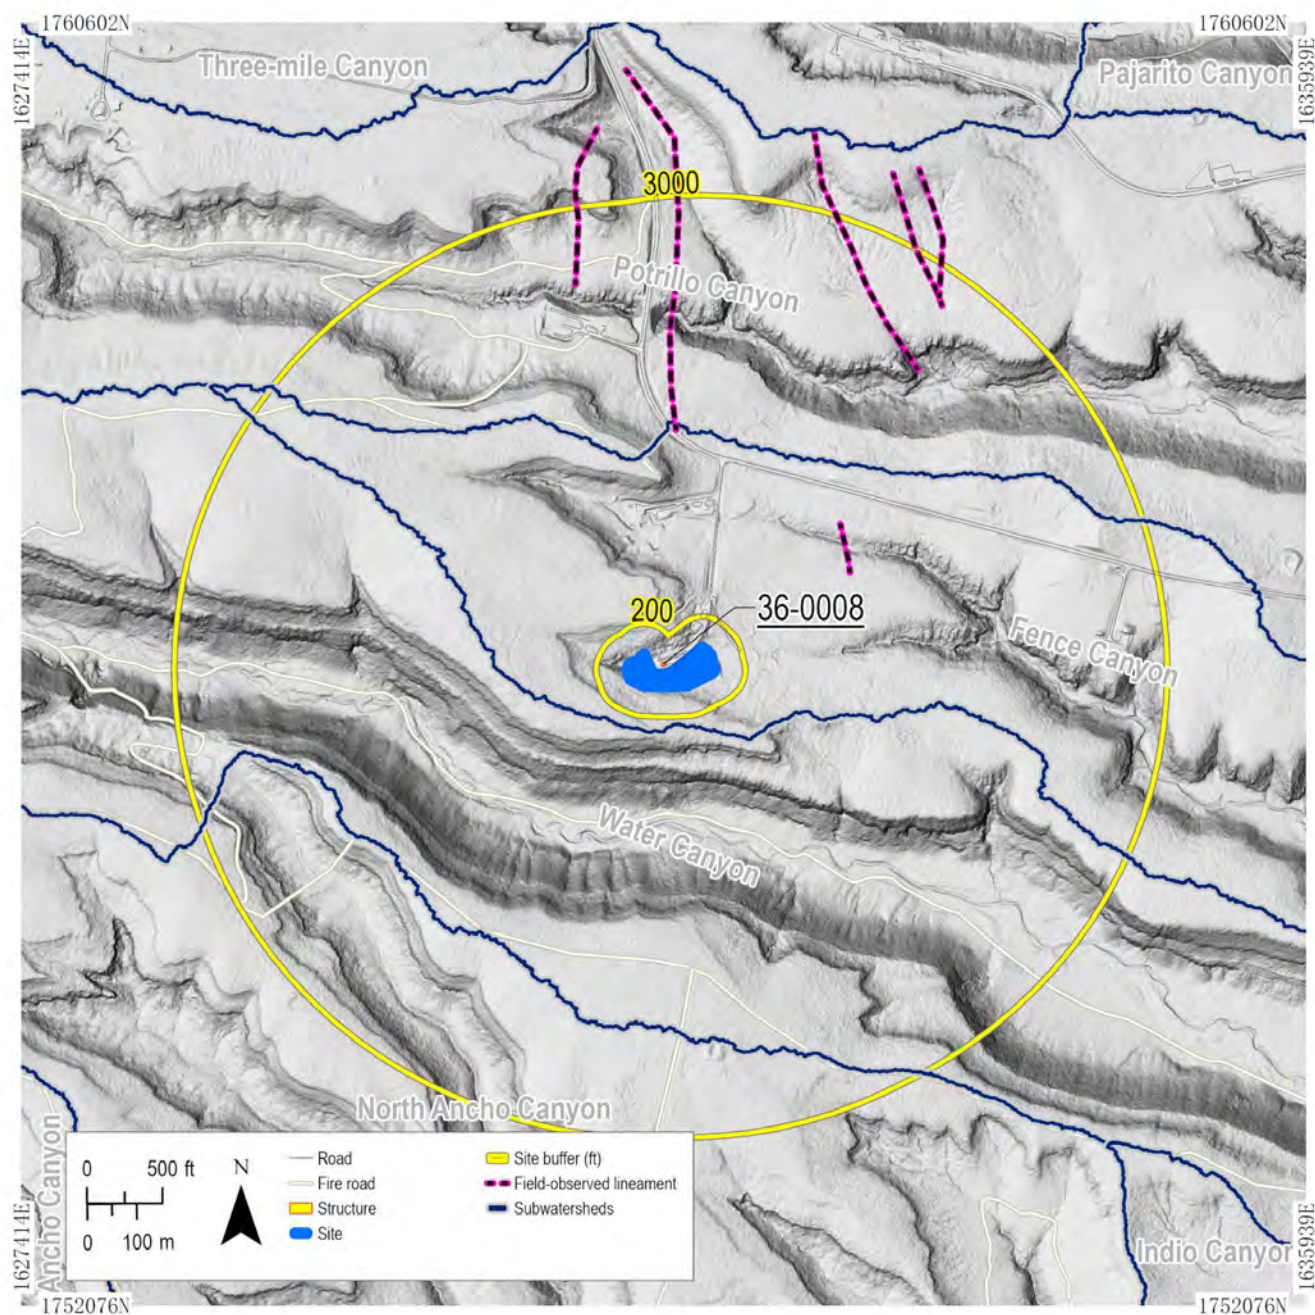 1760602N
1760602N
1627414E
1635939E
Three-mile Canyon
Pajarito Canyon
3000
Potrillo Canyon
200
36-0008
Fence Canyon
Water Canyon
North Ancho Canyon
Ancho Canyon
Indio Canyon
0
500 ft
N
0
100 m
Road
Fire road
Structure
Site
Site buffer (ft)
Field-observed lineament
Subwatersheds
1627414E
1635939E
1752076N
1752076N